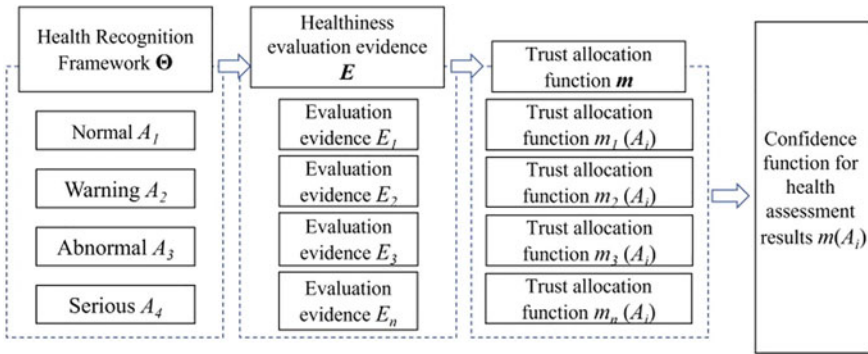 Health Recognition
Framework Θ
Normal A1
Warning A2
Abnormal A3
Serious A4
Healthiness
evaluation evidence
E
Evaluation
evidence E1
Evaluation
evidence E2
Evaluation
evidence E3
Evaluation
evidence En
Trust allocation
function m
Trust allocation
function m1 (Ai)
Trust allocation
function m2 (Ai)
Trust allocation
function m3 (Ai)
Trust allocation
function mn (Ai)
Confidence
function for
health
assessment
results m(Ai)